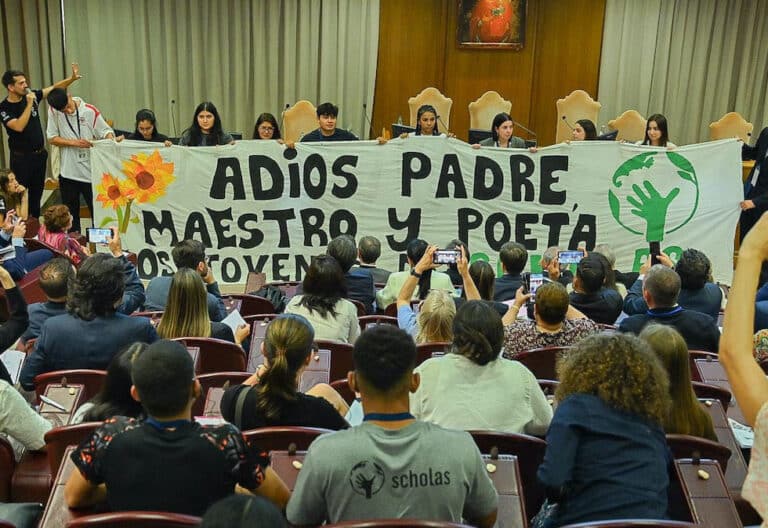 ADiOS PADRE,
MAESTRO Y POETA
scholas